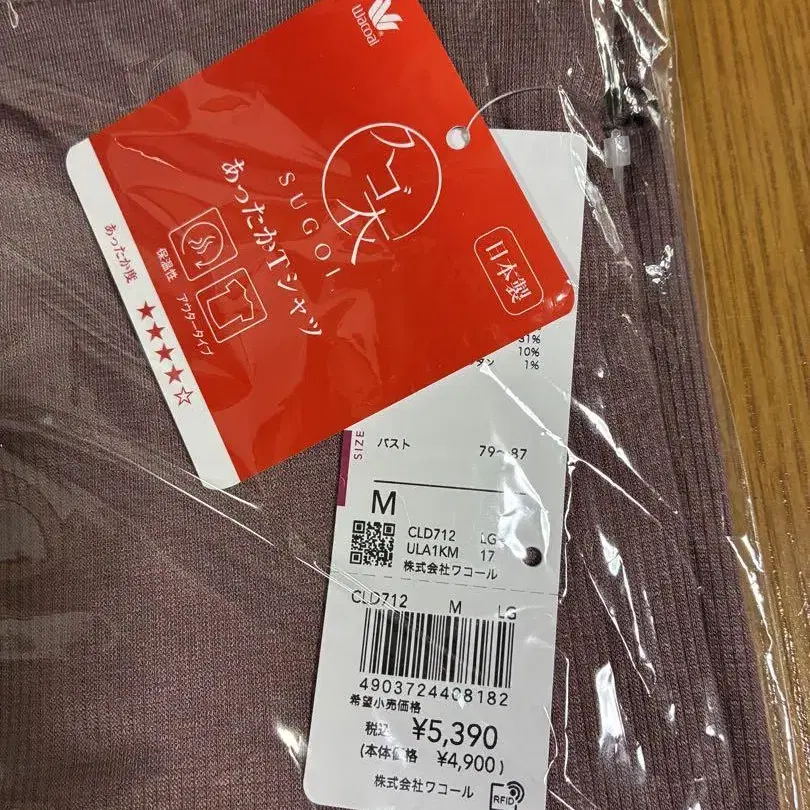 Wacoal
スゴ衣
SUGOI
あったかTシャツ
日本製
保温性
アウタータイプ
あったか度
★★★★☆
31%
10%
タン 1%
SIZE
バスト 79~87
M
CLD712 LG
ULA1KM 17
株式会社ワコール
CLD712 M LG
4903724408182
希望小売価格
税込 ¥5,390
(本体価格 ¥4,900)
株式会社ワコール
RFID